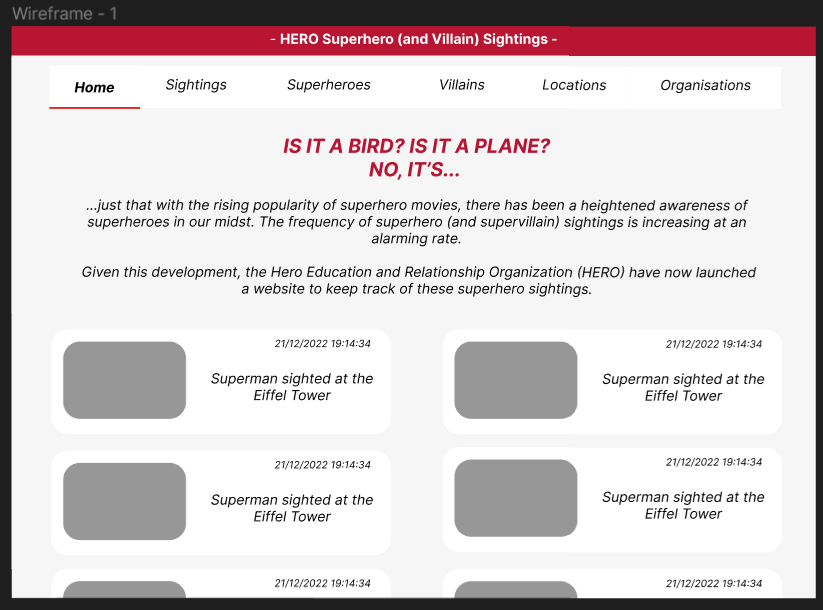 Wireframe - 1
- HERO Superhero (and Villain) Sightings -
Home Sightings Superheroes Villains Locations Organisations
IS IT A BIRD? IS IT A PLANE?
NO, IT’S...
...just that with the rising popularity of superhero movies, there has been a heightened awareness of
superheroes in our midst. The frequency of superhero (and supervillain) sightings is increasing at an
alarming rate.
Given this development, the Hero Education and Relationship Organization (HERO) have now launched
a website to keep track of these superhero sightings.
21/12/2022 19:14:34
Superman sighted at the
Eiffel Tower
21/12/2022 19:14:34
Superman sighted at the
Eiffel Tower
21/12/2022 19:14:34
Superman sighted at the
Eiffel Tower
21/12/2022 19:14:34
Superman sighted at the
Eiffel Tower
21/12/2022 19:14:34
21/12/2022 19:14:34